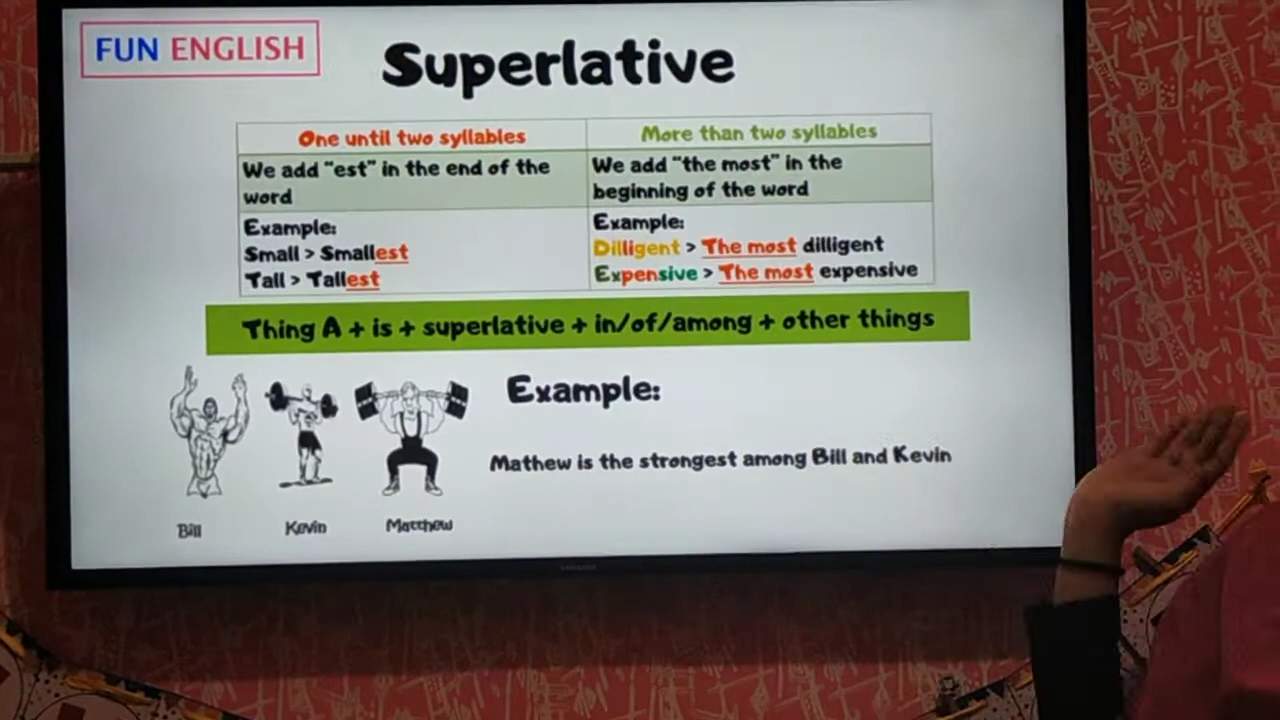 FUN ENGLISH
Superlative
One until two syllables
More than two syllables
We add "est" in the end of the
word
We add "the most" in the
beginning of the word
Example:
Small > Smallest
Tall > Tallest
Example:
Dilligent > The most dilligent
Expensive > The most expensive
Thing A + is + superlative + in/of/among + other things
Example:
Mathew is the strongest among Bill and Kevin
Bill
Kevin
Matthew
SAMSUNG